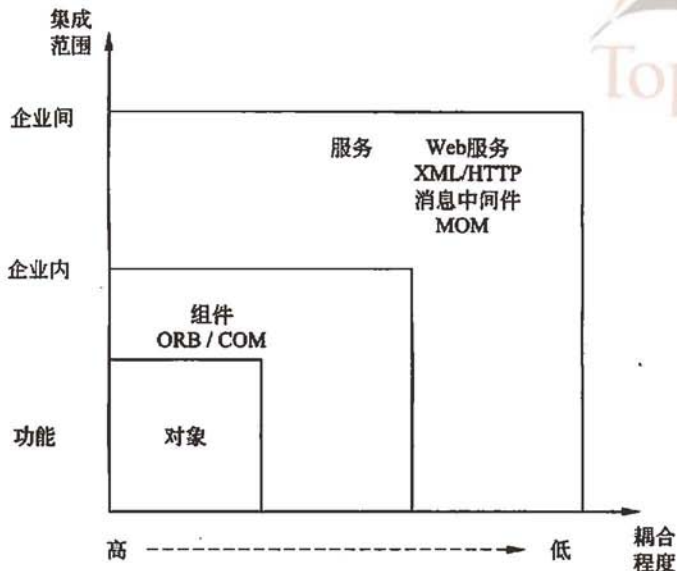 集成
范围
Top
企业间
服务
Web服务
XML/HTTP
消息中间件
MOM
企业内
组件
ORB / COM
功能
对象
高
低
耦合
程度